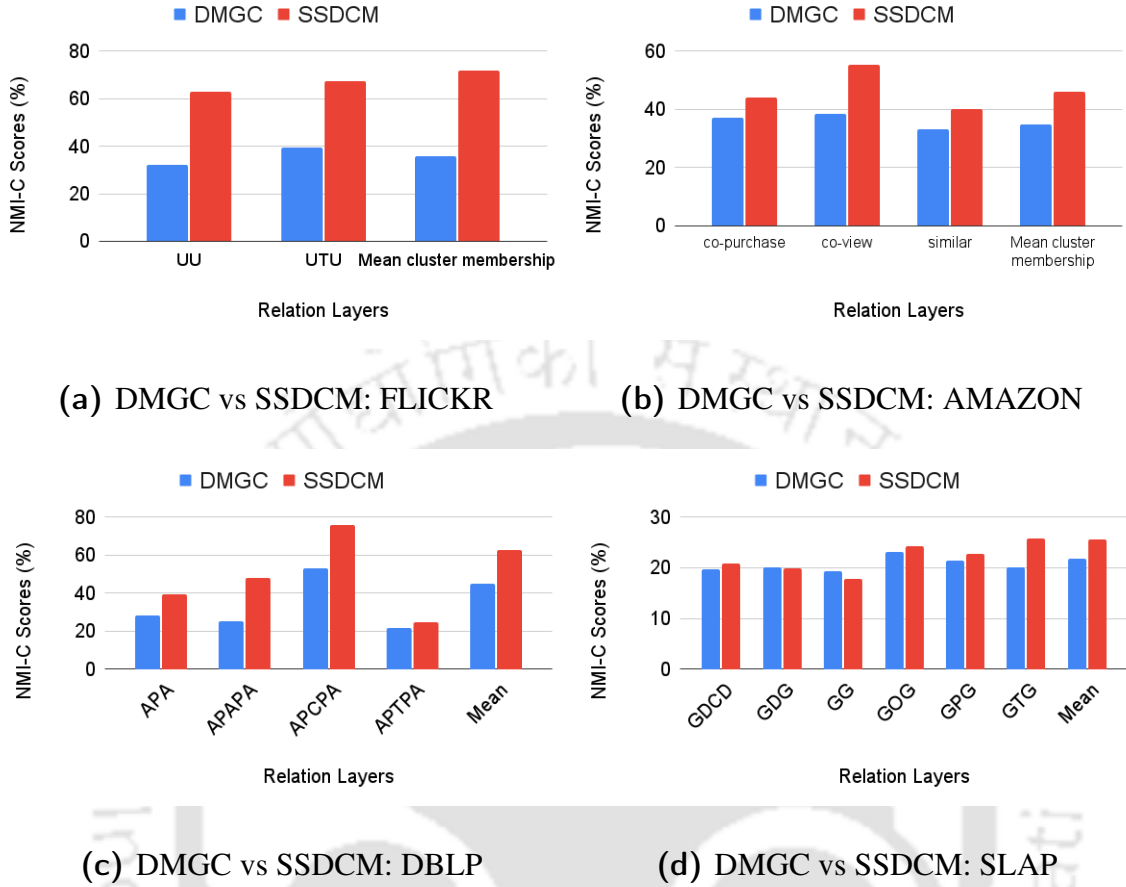 DMGC SSDCM
NMI-C Scores (%)
80
60
40
20
0
UU UTU Mean cluster membership
Relation Layers
(a) DMGC vs SSDCM: FLICKR
DMGC SSDCM
NMI-C Scores (%)
60
40
20
0
co-purchase co-view similar Mean cluster
membership
Relation Layers
(b) DMGC vs SSDCM: AMAZON
DMGC SSDCM
NMI-C Scores (%)
80
60
40
20
0
APA APAPA APCPA APTPA Mean
Relation Layers
(c) DMGC vs SSDCM: DBLP
DMGC SSDCM
NMI-C Scores (%)
30
20
10
0
GDCD GDG GG GOG GPG GTG Mean
Relation Layers
(d) DMGC vs SSDCM: SLAP